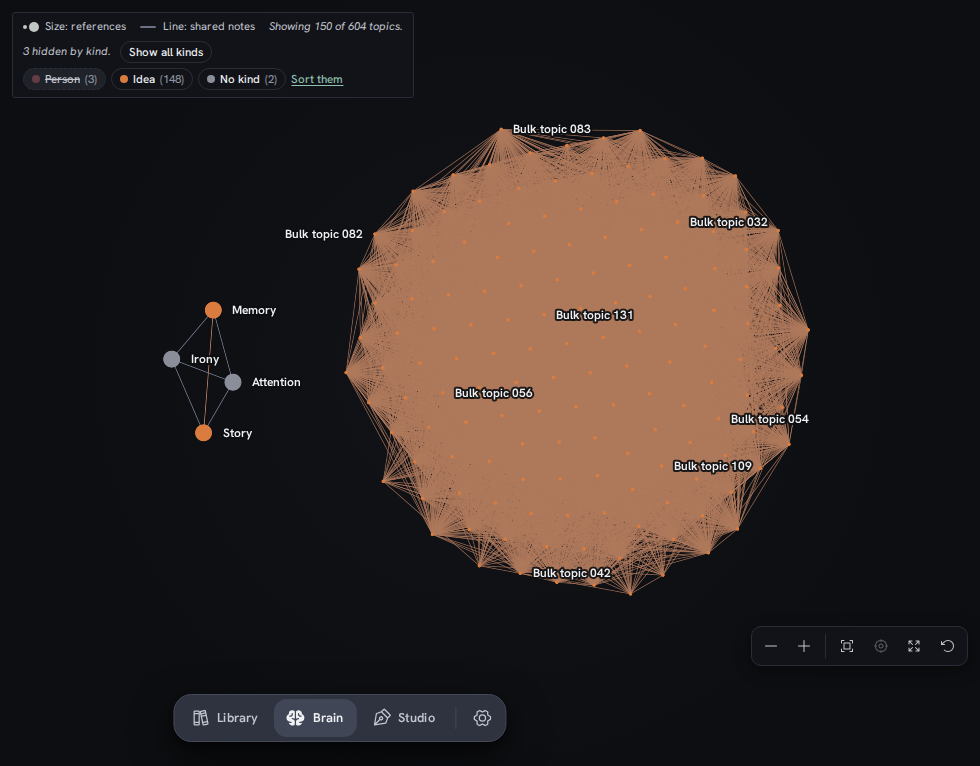 Size: references Line: shared notes Showing 150 of 604 topics.
3 hidden by kind. Show all kinds
Person (3) Idea (148) No kind (2) Sort them
Bulk topic 083
Bulk topic 032
Bulk topic 082
Memory
Bulk topic 131
Irony
Attention
Bulk topic 056
Bulk topic 054
Story
Bulk topic 109
Bulk topic 042
Library Brain Studio